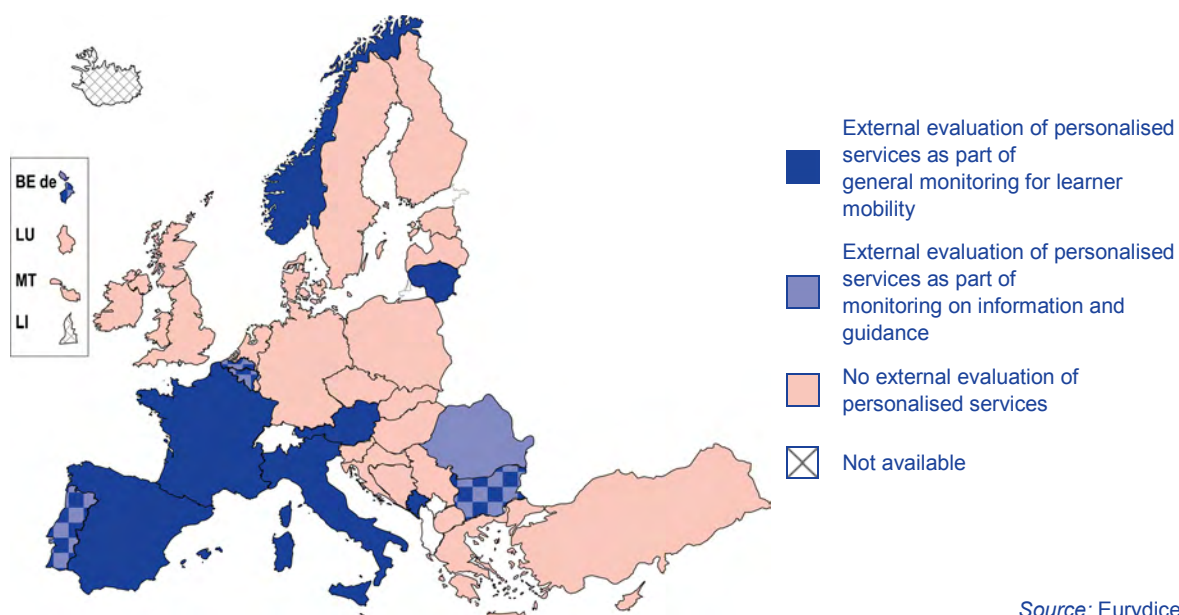 BE de
LU
MT
LI
External evaluation of personalised
services as part of
general monitoring for learner
mobility
External evaluation of personalised
services as part of
monitoring on information and
guidance
No external evaluation of
personalised services
Not available
Source: Eurydice